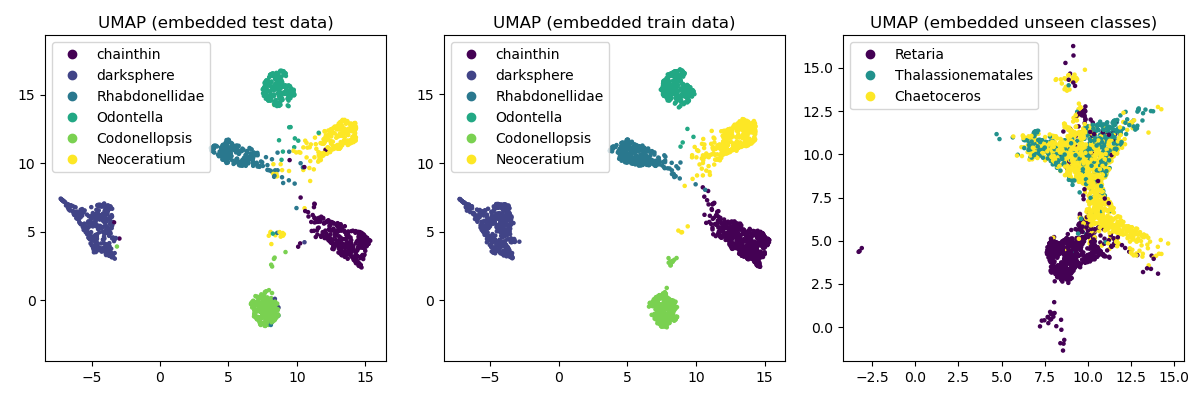 UMAP (embedded test data)
chainthin
darksphere
Rhabdonellidae
Odontella
Codonellopsis
Neoceratium
15
10
5
0
−5
0
5
10
15
UMAP (embedded train data)
chainthin
darksphere
Rhabdonellidae
Odontella
Codonellopsis
Neoceratium
15
10
5
0
−5
0
5
10
15
UMAP (embedded unseen classes)
Retaria
Thalassionematales
Chaetoceros
15.0
12.5
10.0
7.5
5.0
2.5
0.0
−2.5
0.0
2.5
5.0
7.5
10.0
12.5
15.0